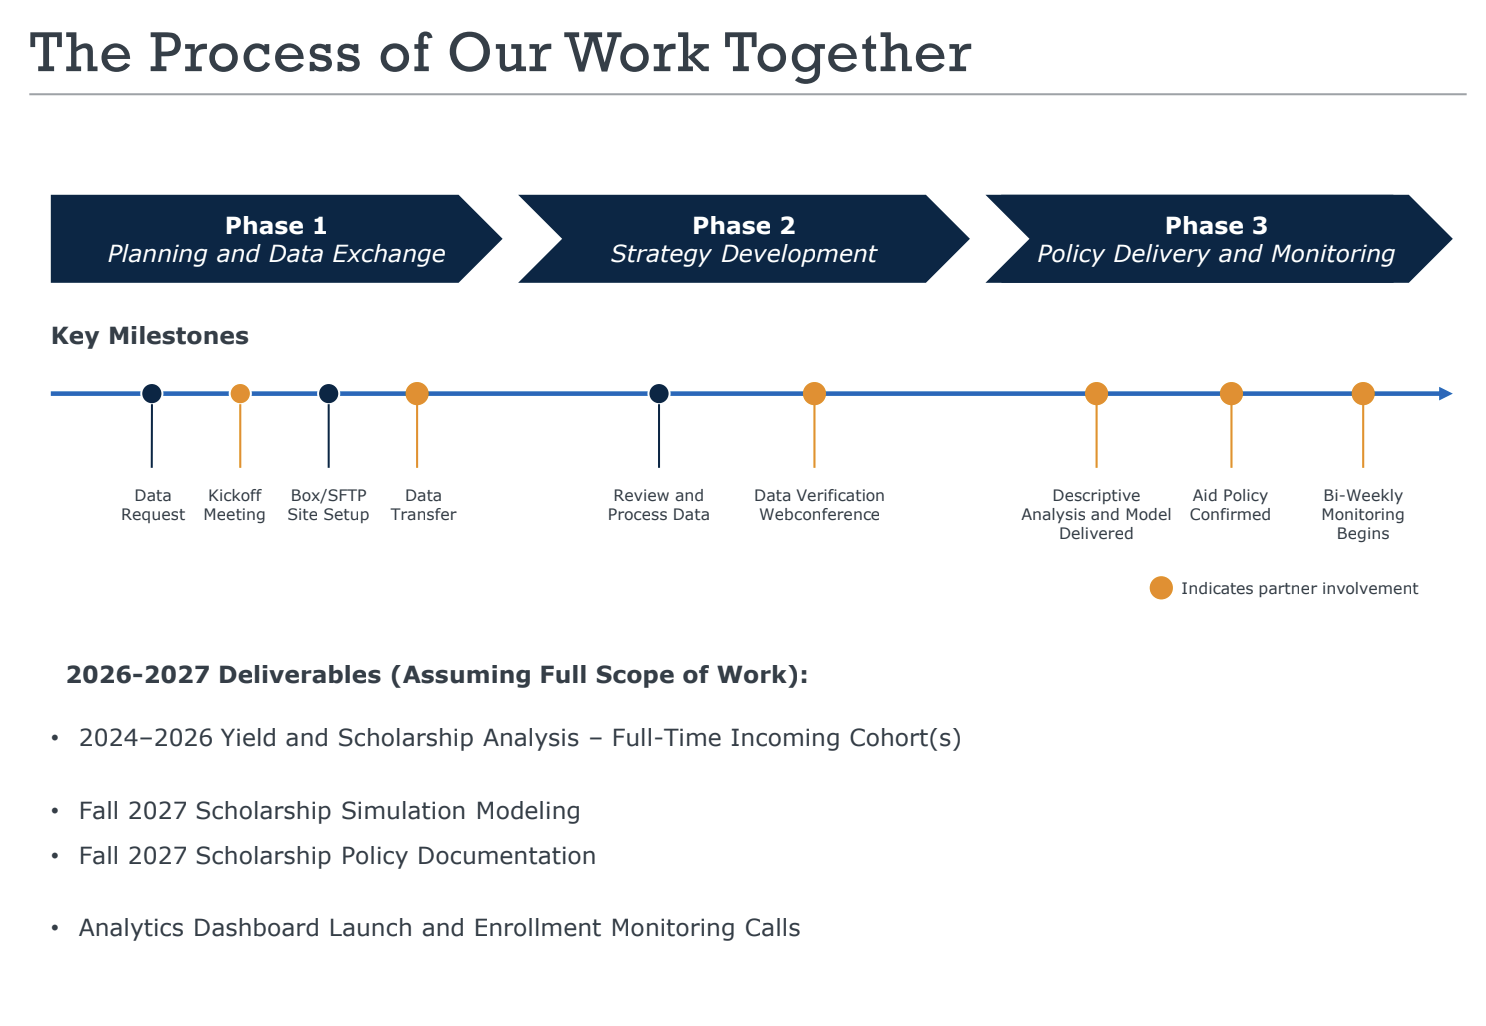 The Process of Our Work Together
Phase 1
Planning and Data Exchange
Phase 2
Strategy Development
Phase 3
Policy Delivery and Monitoring
Key Milestones
Data
Request
Kickoff
Meeting
Box/SFTP
Site Setup
Data
Transfer
Review and
Process Data
Data Verification
Webconference
Descriptive
Analysis and Model
Delivered
Aid Policy
Confirmed
Bi-Weekly
Monitoring
Begins
Indicates partner involvement
2026-2027 Deliverables (Assuming Full Scope of Work):
• 2024–2026 Yield and Scholarship Analysis – Full-Time Incoming Cohort(s)
• Fall 2027 Scholarship Simulation Modeling
• Fall 2027 Scholarship Policy Documentation
• Analytics Dashboard Launch and Enrollment Monitoring Calls